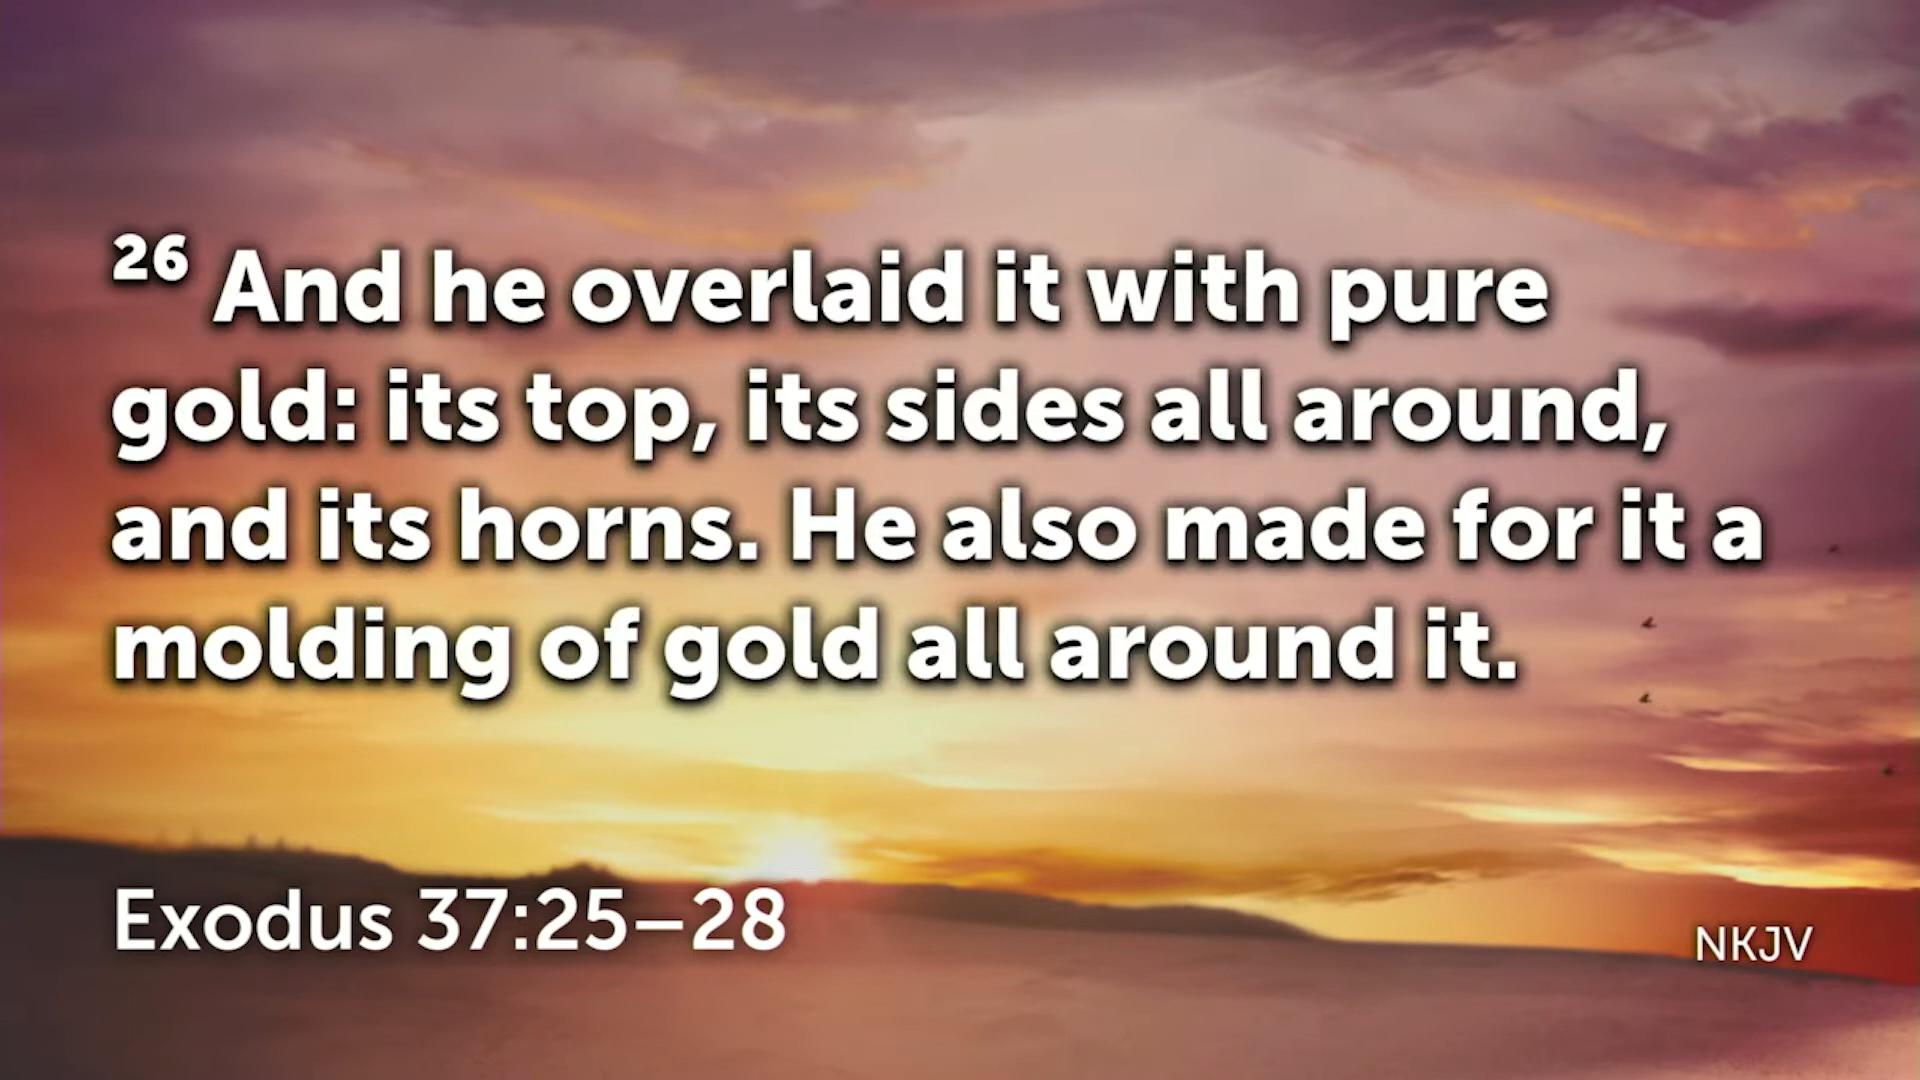 26 And he overlaid it with pure
gold: its top, its sides all around,
and its horns. He also made for it a
molding of gold all around it.
Exodus 37:25–28
NKJV